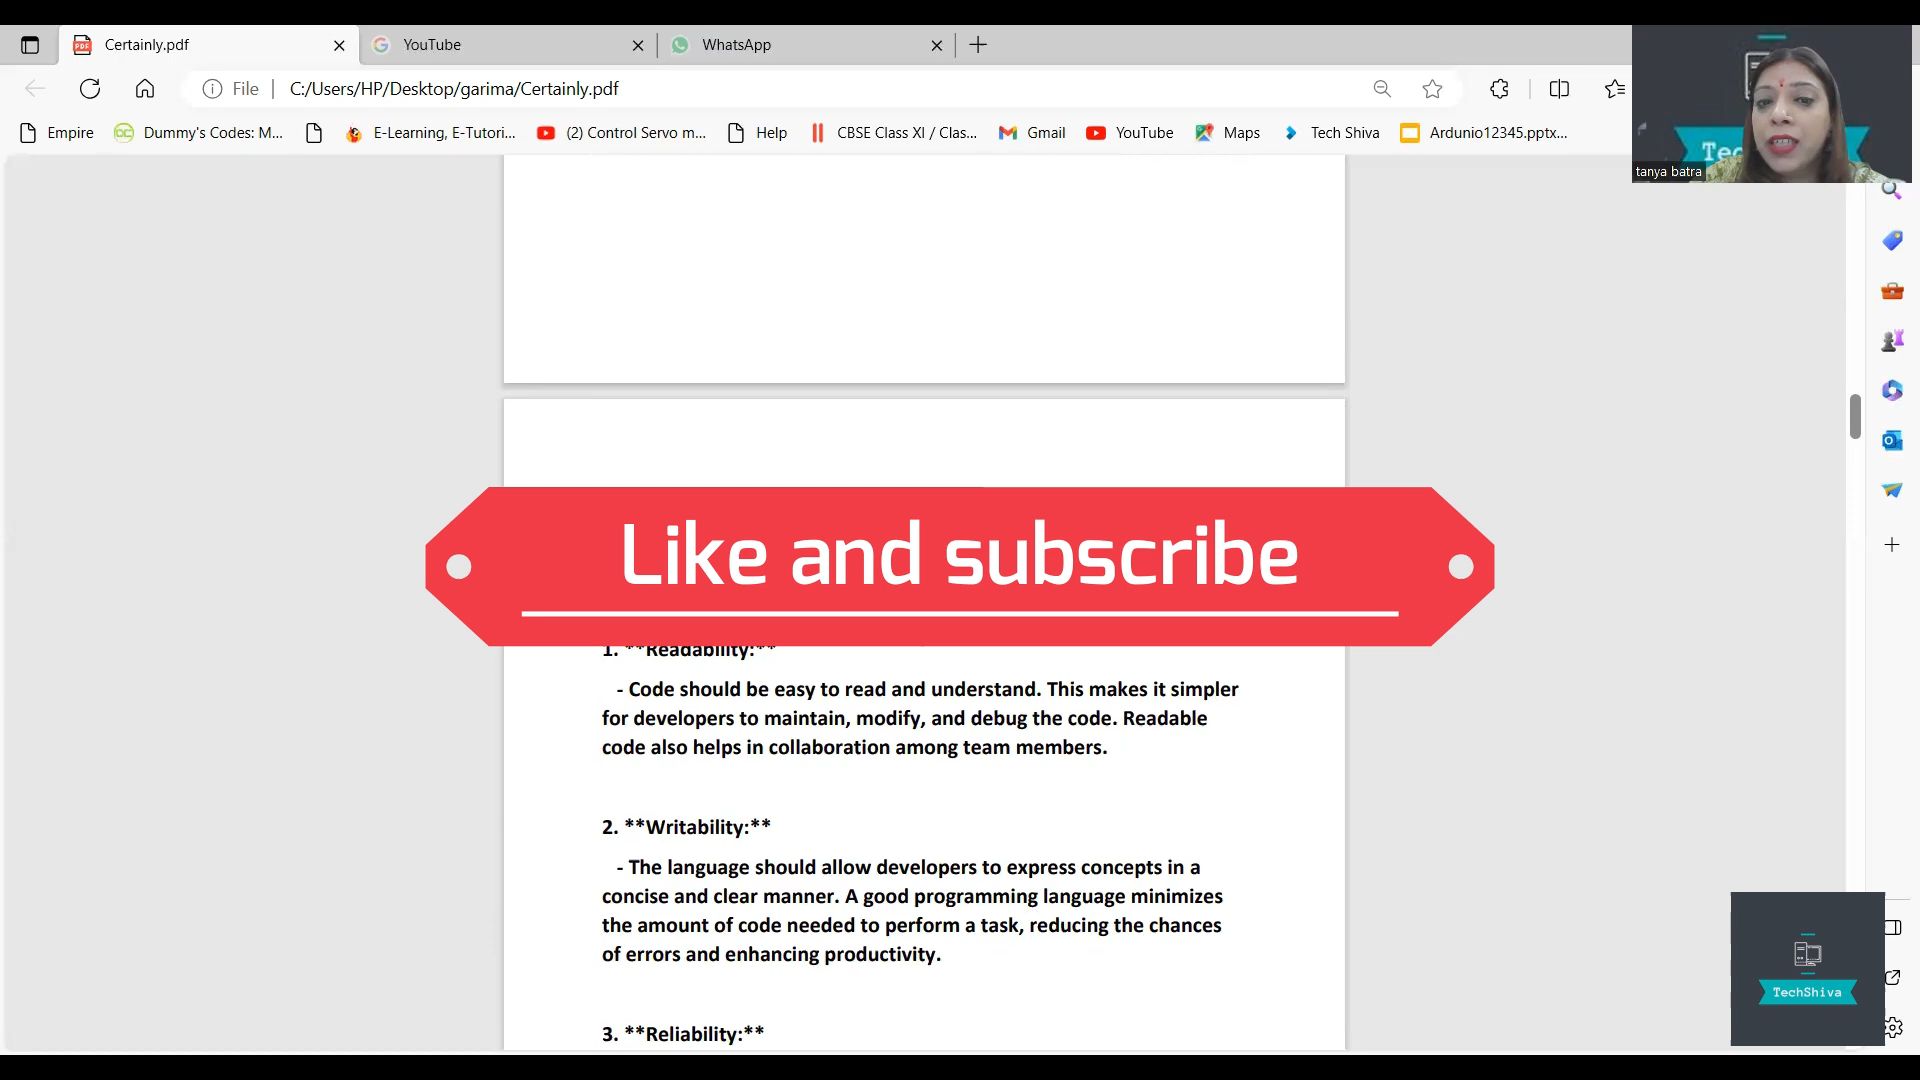 Certainly.pdf
YouTube
WhatsApp
File
C:/Users/HP/Desktop/garima/Certainly.pdf
Empire
Dummy's Codes: M...
E-Learning, E-Tutori...
(2) Control Servo m...
Help
CBSE Class XI / Clas...
Gmail
YouTube
Maps
Tech Shiva
Ardunio12345.pptx...
tanya batra
Like and subscribe
1. **Readability:**
- Code should be easy to read and understand. This makes it simpler
for developers to maintain, modify, and debug the code. Readable
code also helps in collaboration among team members.
2. **Writability:**
- The language should allow developers to express concepts in a
concise and clear manner. A good programming language minimizes
the amount of code needed to perform a task, reducing the chances
of errors and enhancing productivity.
3. **Reliability:**
TechShiva